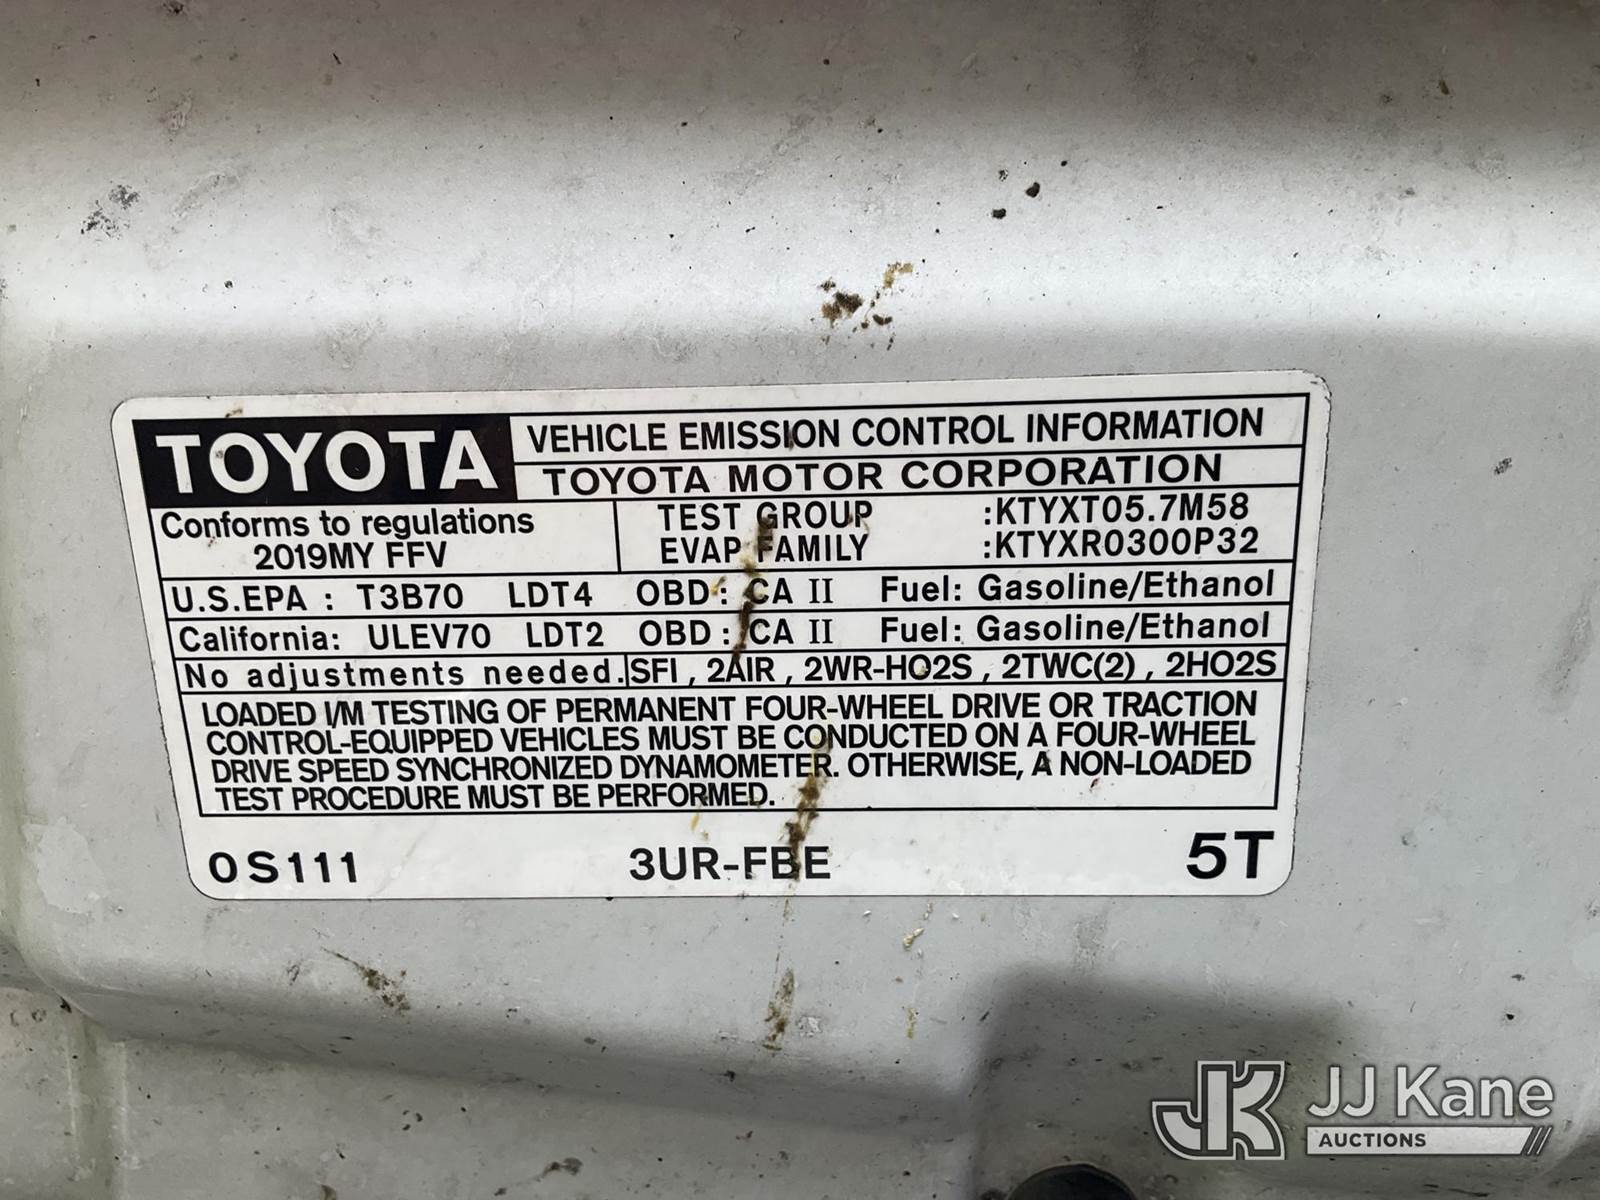 TOYOTA
VEHICLE EMISSION CONTROL INFORMATION
TOYOTA MOTOR CORPORATION
Conforms to regulations
2019MY FFV
TEST GROUP :KTYXT05.7M58
EVAP FAMILY :KTYXR0300P32
U.S.EPA : T3B70 LDT4 OBD : CA II Fuel: Gasoline/Ethanol
California: ULEV70 LDT2 OBD : CA II Fuel: Gasoline/Ethanol
No adjustments needed. SFI , 2AIR , 2WR-HO2S , 2TWC(2) , 2HO2S
LOADED I/M TESTING OF PERMANENT FOUR-WHEEL DRIVE OR TRACTION
CONTROL-EQUIPPED VEHICLES MUST BE CONDUCTED ON A FOUR-WHEEL
DRIVE SPEED SYNCHRONIZED DYNAMOMETER. OTHERWISE, A NON-LOADED
TEST PROCEDURE MUST BE PERFORMED.
0S111 3UR-FBE 5T
JK JJ Kane
AUCTIONS